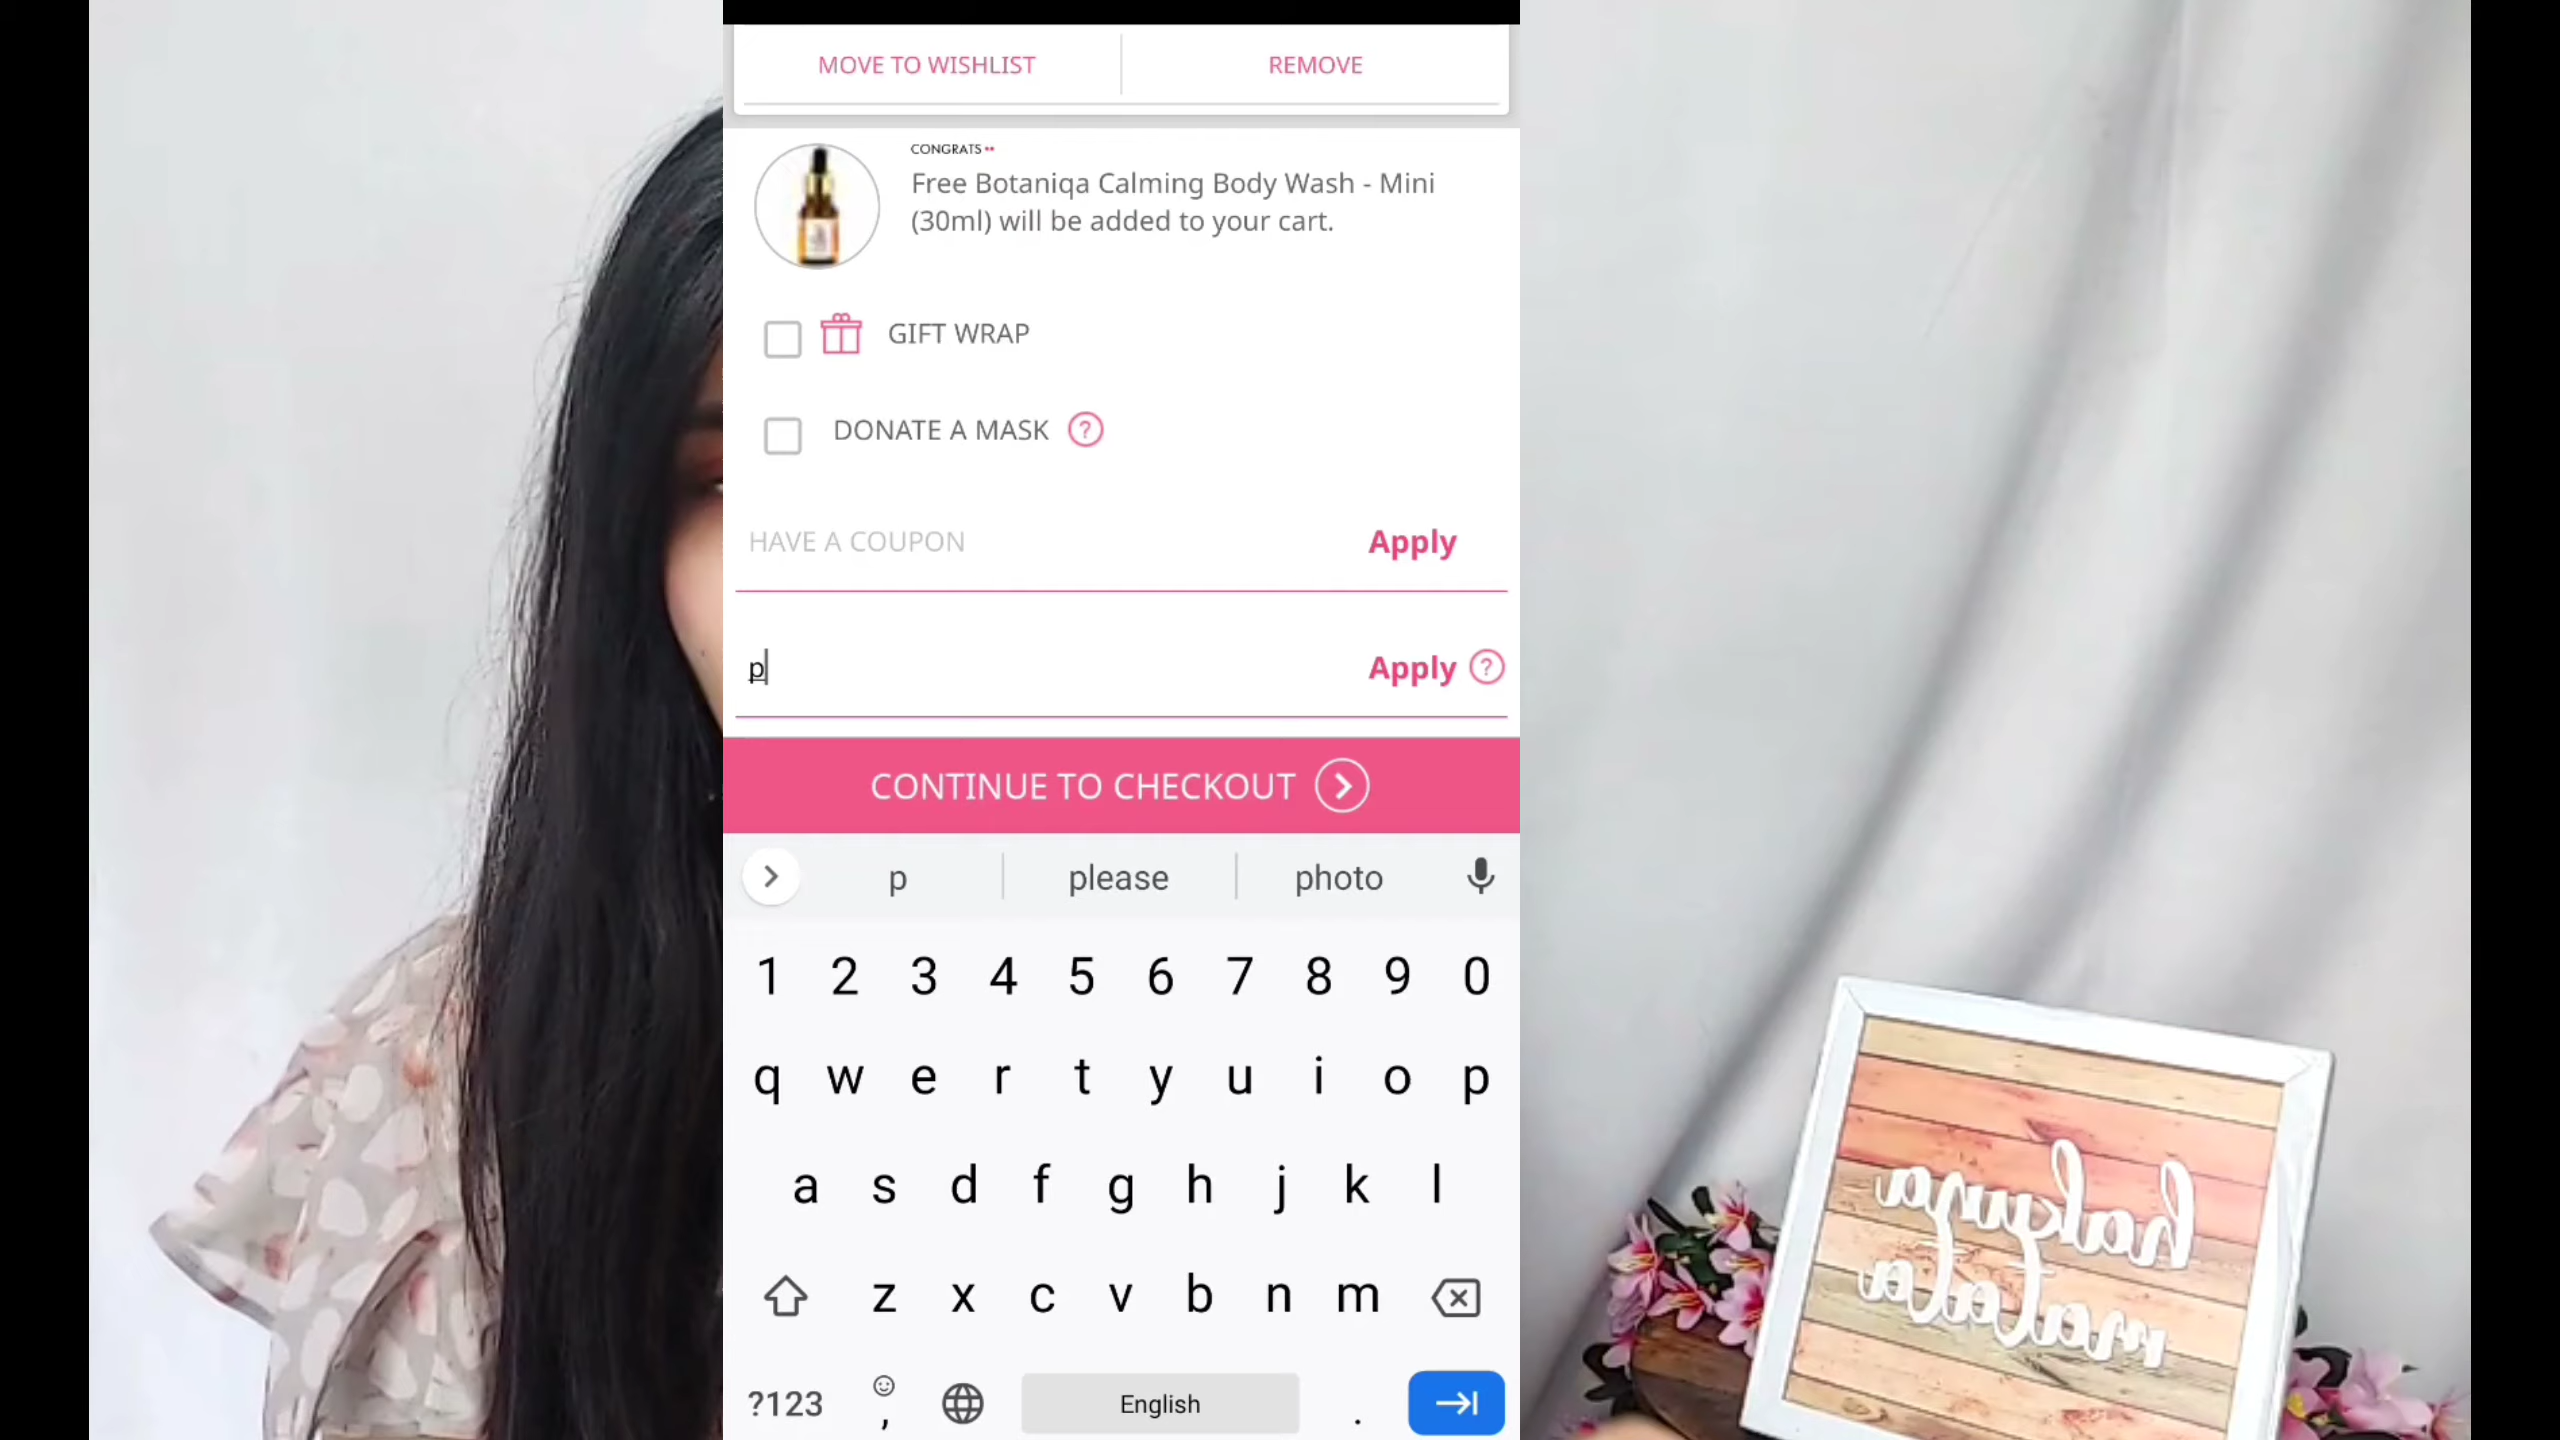 MOVE TO WISHLIST
REMOVE
CONGRATS
Free Botaniqa Calming Body Wash - Mini
(30ml) will be added to your cart.
GIFT WRAP
DONATE A MASK ?
HAVE A COUPON
Apply
p
Apply ?
CONTINUE TO CHECKOUT
p
please
photo
1 2 3 4 5 6 7 8 9 0
q w e r t y u i o p
a s d f g h j k l
z x c v b n m
?123
,
English
.
hakuna
matata